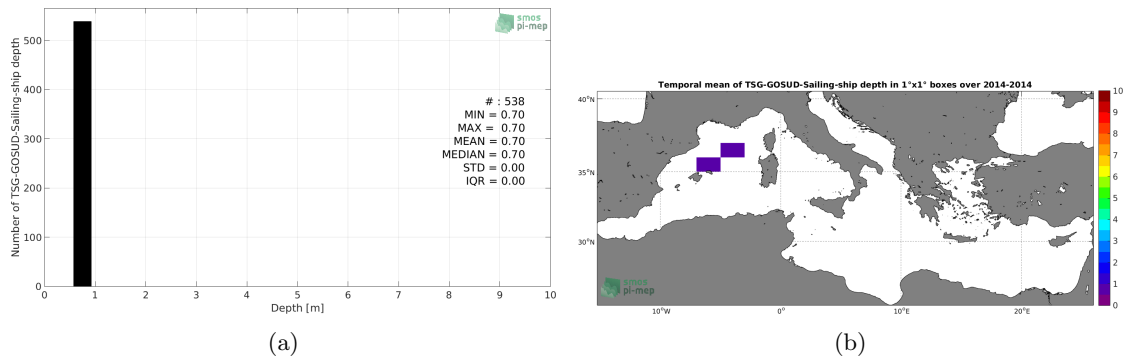 smos
pi-mep
Number of TSG-GOSUD-Sailing-ship depth
500
400
300
200
100
0
# : 538
MIN = 0.70
MAX = 0.70
MEAN = 0.70
MEDIAN = 0.70
STD = 0.00
IQR = 0.00
0 1 2 3 4 5 6 7 8 9 10
Depth [m]
(a)
Temporal mean of TSG-GOSUD-Sailing-ship depth in 1°x1° boxes over 2014-2014
40°N
35°N
30°N
10°W 0° 10°E 20°E
smos
pi-mep
10
9
8
7
6
5
4
3
2
1
0
(b)